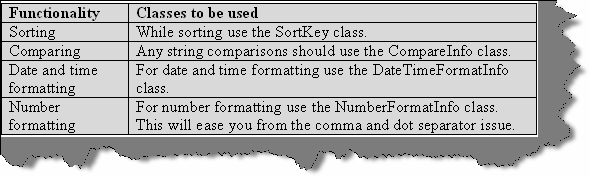 Functionality Classes to be used
Sorting While sorting use the SortKey class.
Comparing Any string comparisons should use the CompareInfo class.
Date and time For date and time formatting use the DateTimeFormatInfo
formatting class.
Number For number formatting use the NumberFormatInfo class.
formatting This will ease you from the comma and dot separator issue.